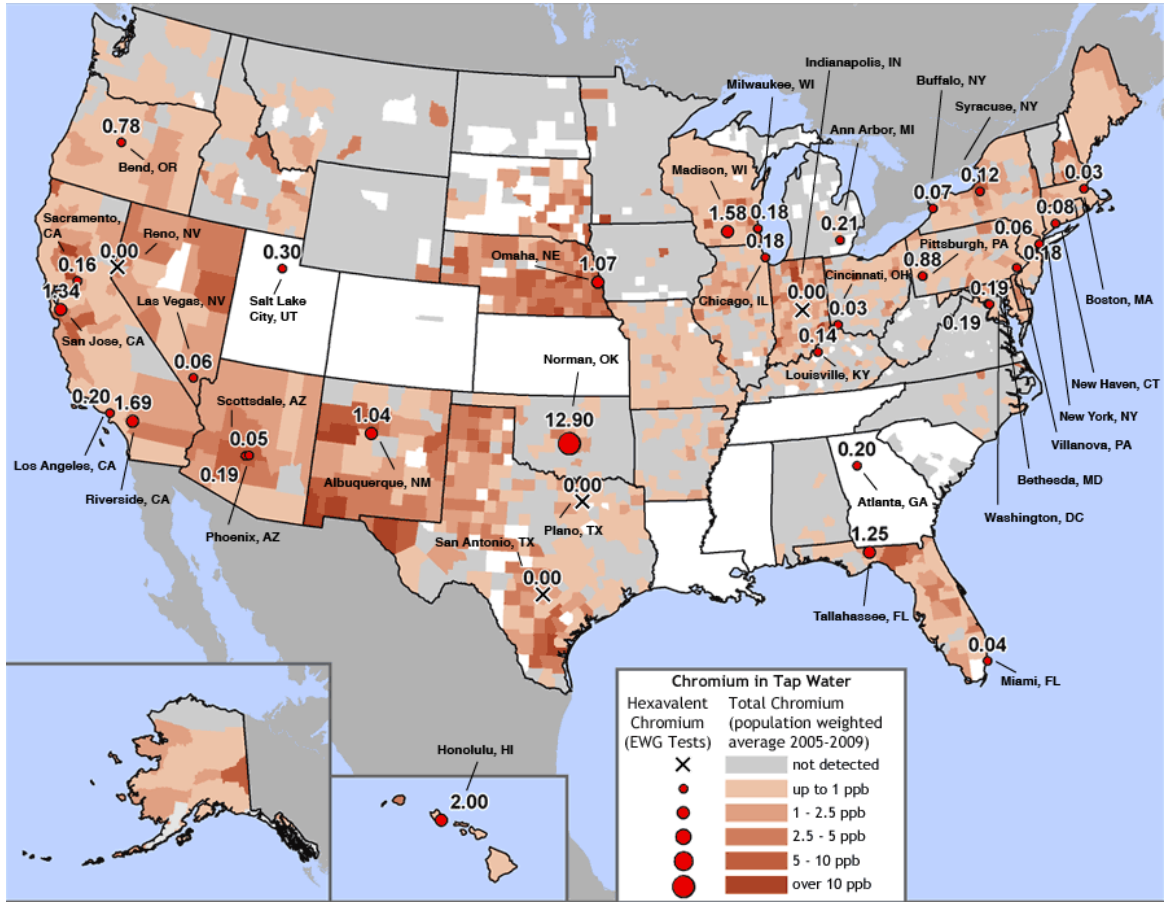 Indianapolis, IN
Milwaukee, WI
Buffalo, NY
Syracuse, NY
Ann Arbor, MI
0.78
Bend, OR
Madison, WI
1.58
0.18
0.18
0.21
0.07
0.12
0.03
0.08
0.06
0.18
Sacramento,
CA
0.00
Reno, NV
0.16
1.34
San Jose, CA
Las Vegas, NV
0.06
0.30
Salt Lake
City, UT
Omaha, NE
1.07
Chicago, IL
0.00
Cincinnati, OH
0.03
0.14
Louisville, KY
Pittsburgh, PA
0.88
0.19
0.19
Boston, MA
New Haven, CT
New York, NY
Villanova, PA
Bethesda, MD
Washington, DC
Norman, OK
12.90
0.20
1.69
Los Angeles, CA
Riverside, CA
Scottsdale, AZ
0.05
0.19
Phoenix, AZ
1.04
Albuquerque, NM
0.00
Plano, TX
San Antonio, TX
0.00
0.20
Atlanta, GA
1.25
Tallahassee, FL
0.04
Miami, FL
Honolulu, HI
2.00
Chromium in Tap Water
Hexavalent
Chromium
(EWG Tests)
Total Chromium
(population weighted
average 2005-2009)
not detected
up to 1 ppb
1 - 2.5 ppb
2.5 - 5 ppb
5 - 10 ppb
over 10 ppb